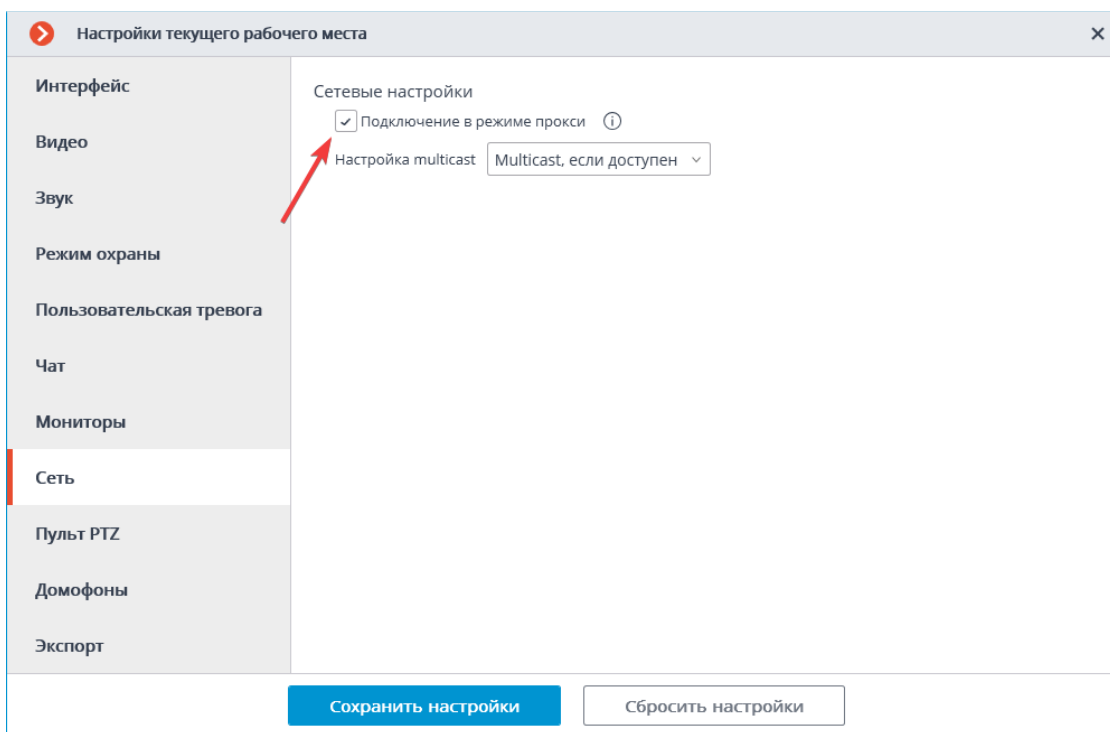 Настройки текущего рабочего места
Интерфейс
Видео
Звук
Режим охраны
Пользовательская тревога
Чат
Мониторы
Сеть
Пульт PTZ
Домофоны
Экспорт
Сетевые настройки
Подключение в режиме прокси
Настройка multicast Multicast, если доступен
Сохранить настройки Сбросить настройки